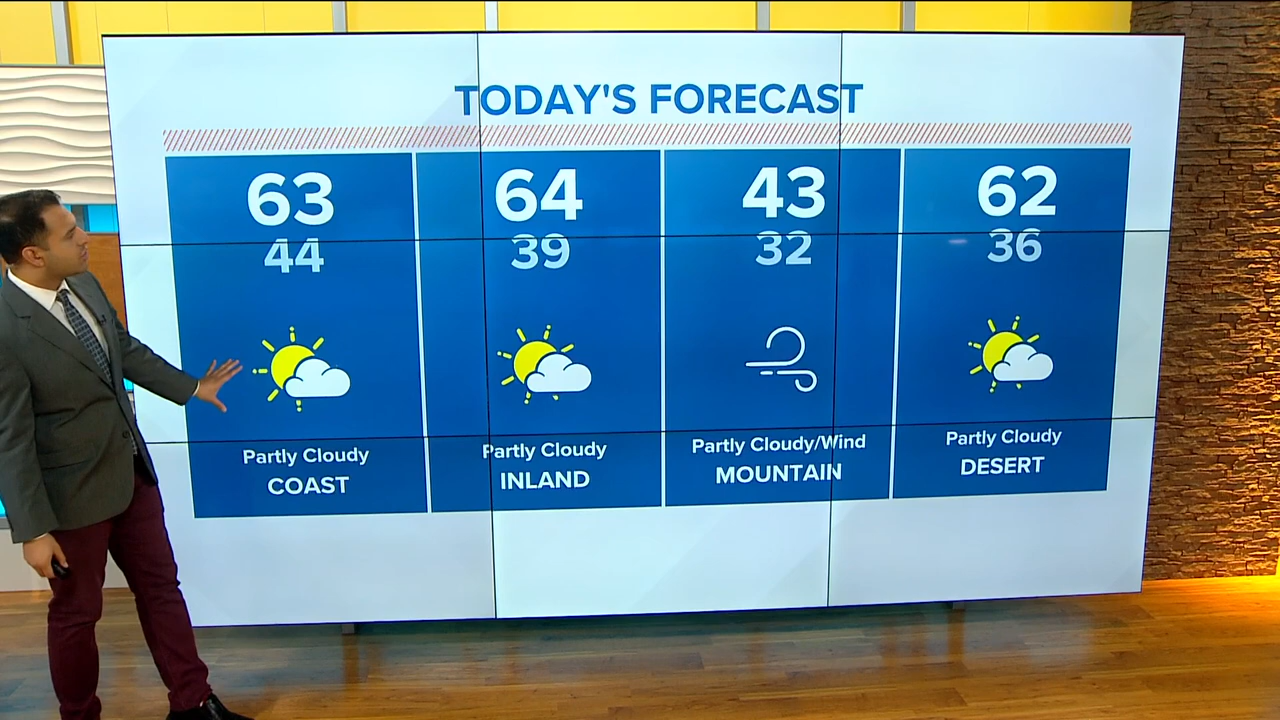 TODAY'S FORECAST
63
44
Partly Cloudy
COAST
64
39
Partly Cloudy
INLAND
43
32
Partly Cloudy/Wind
MOUNTAIN
62
36
Partly Cloudy
DESERT